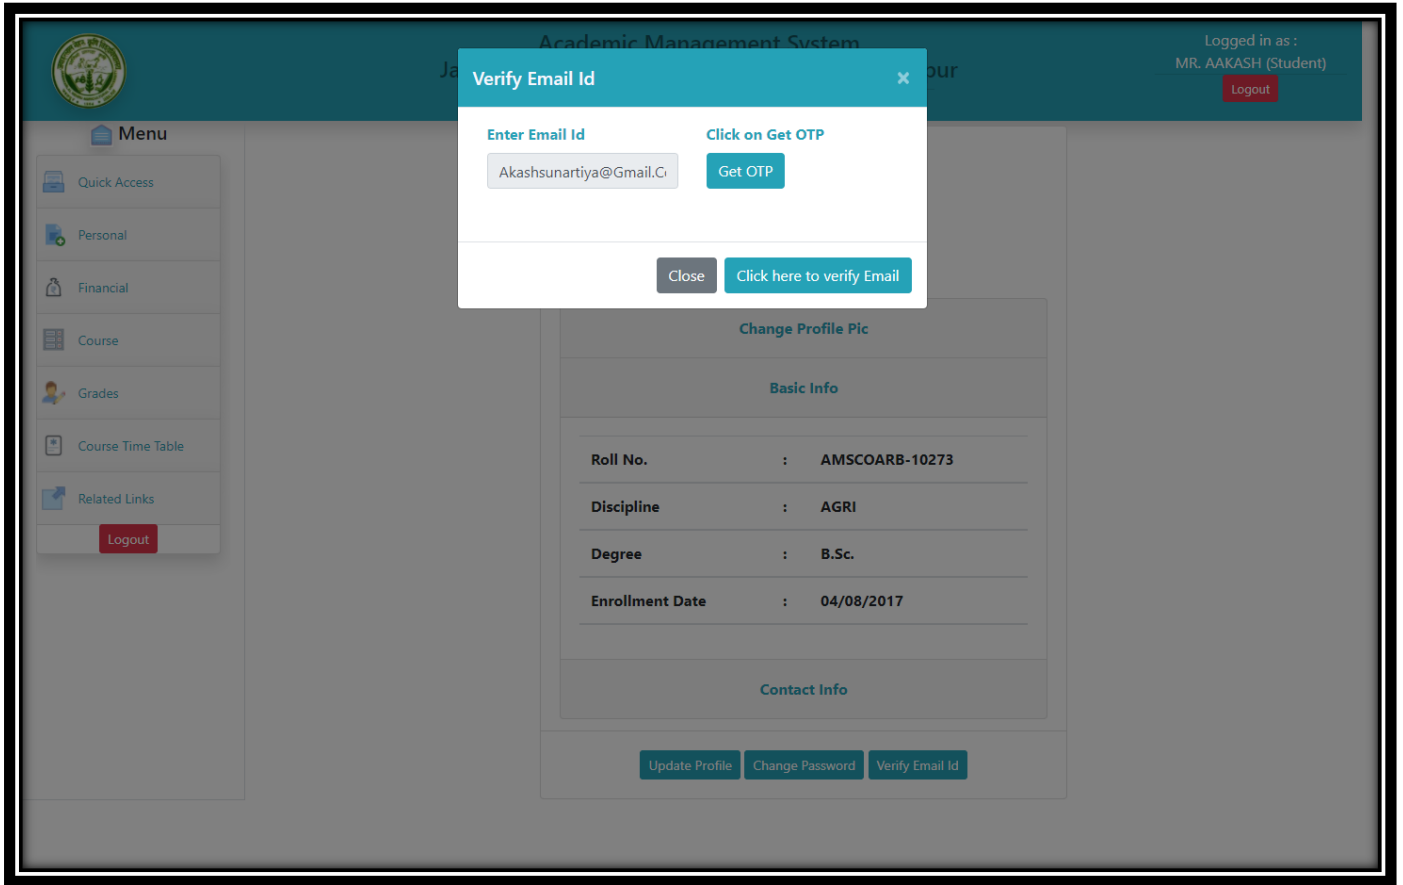 Academic Management System
Ja
pur
Logged in as :
MR. AAKASH (Student)
Logout
Verify Email Id
×
Enter Email Id
Click on Get OTP
Akashsunartiya@Gmail.Co
Get OTP
Close
Click here to verify Email
Menu
Quick Access
Personal
Financial
Course
Grades
Course Time Table
Related Links
Logout
Change Profile Pic
Basic Info
Roll No. : AMSCOARB-10273
Discipline : AGRI
Degree : B.Sc.
Enrollment Date : 04/08/2017
Contact Info
Update Profile
Change Password
Verify Email Id